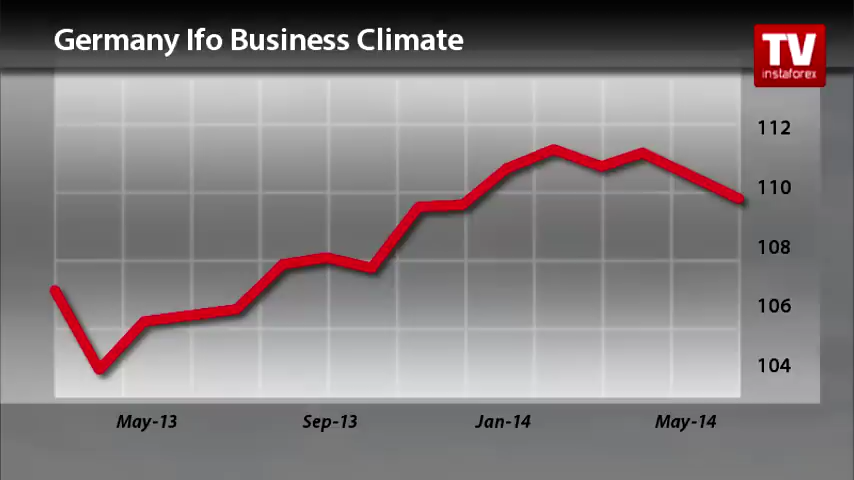 Germany Ifo Business Climate
TV
instaforex
112
110
108
106
104
May-13
Sep-13
Jan-14
May-14